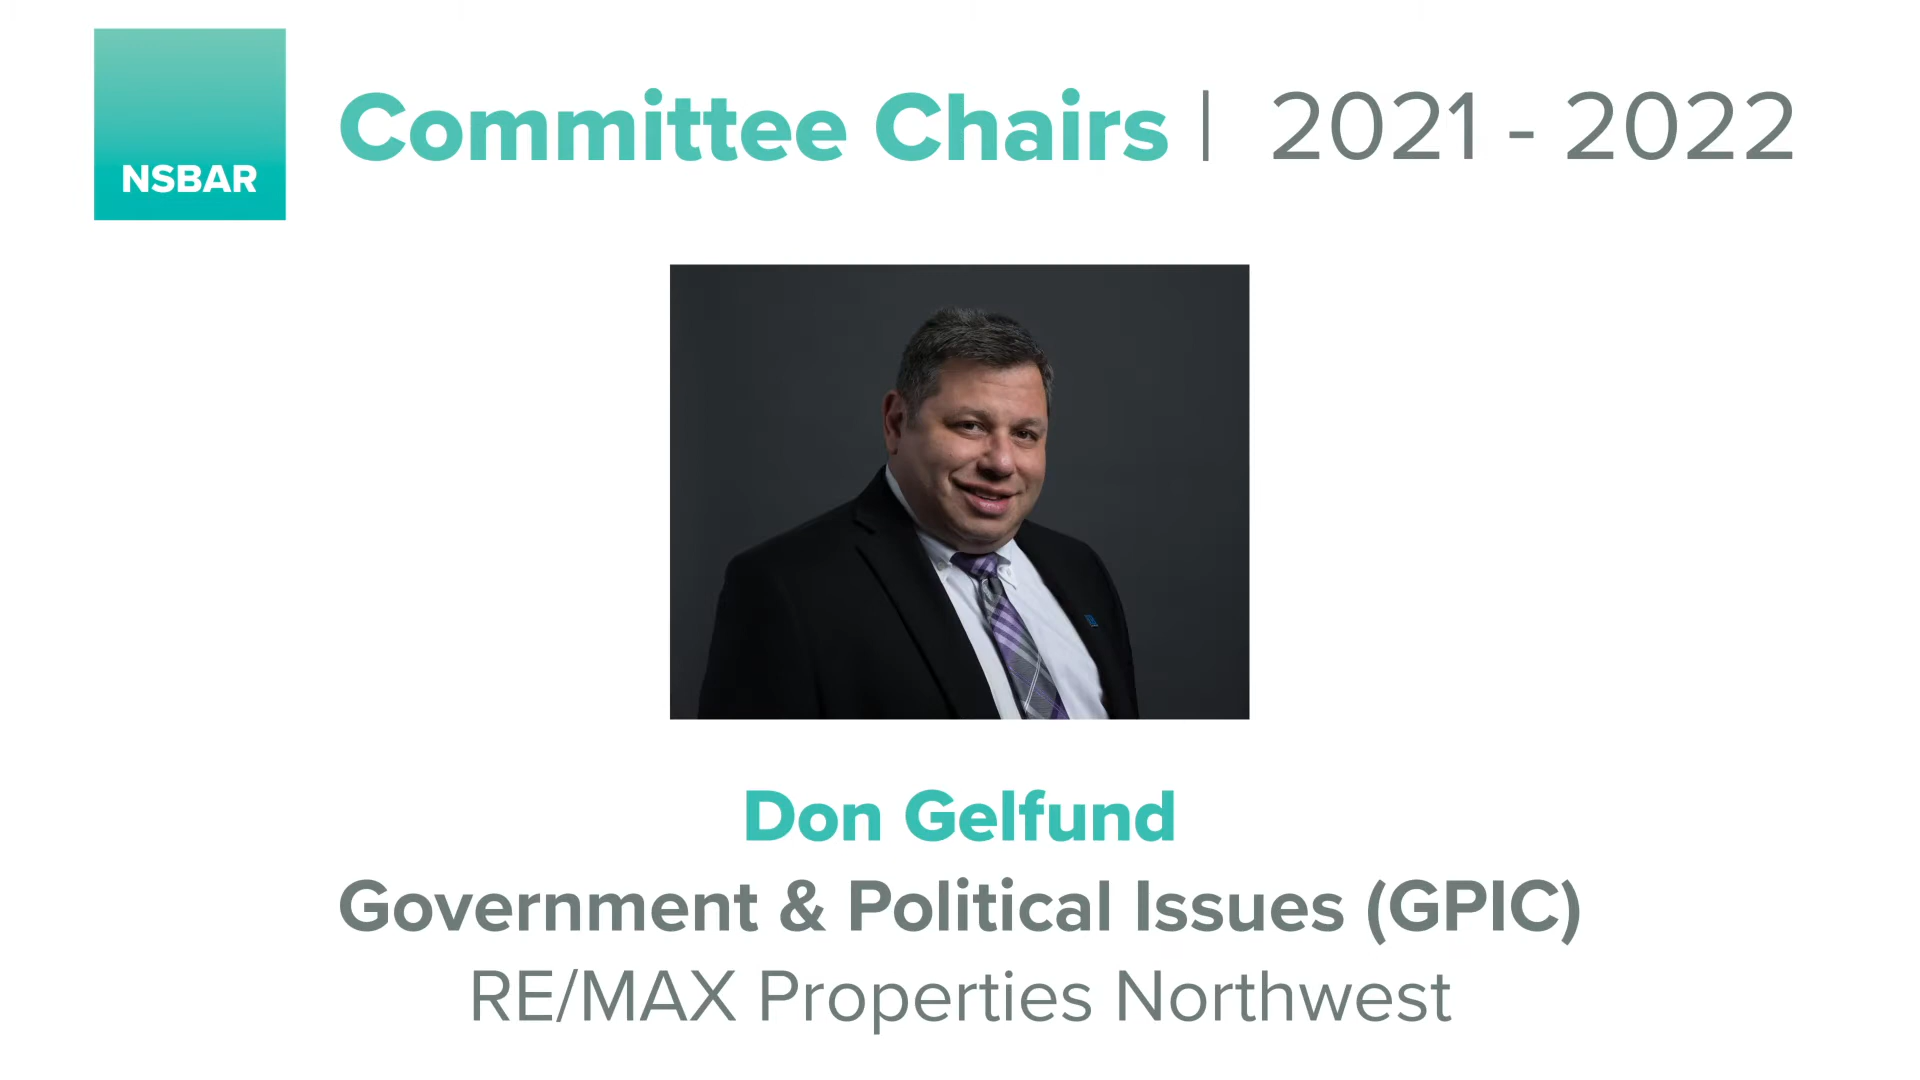 NSBAR
Committee Chairs | 2021 - 2022
Don Gelfund
Government & Political Issues (GPIC)
RE/MAX Properties Northwest